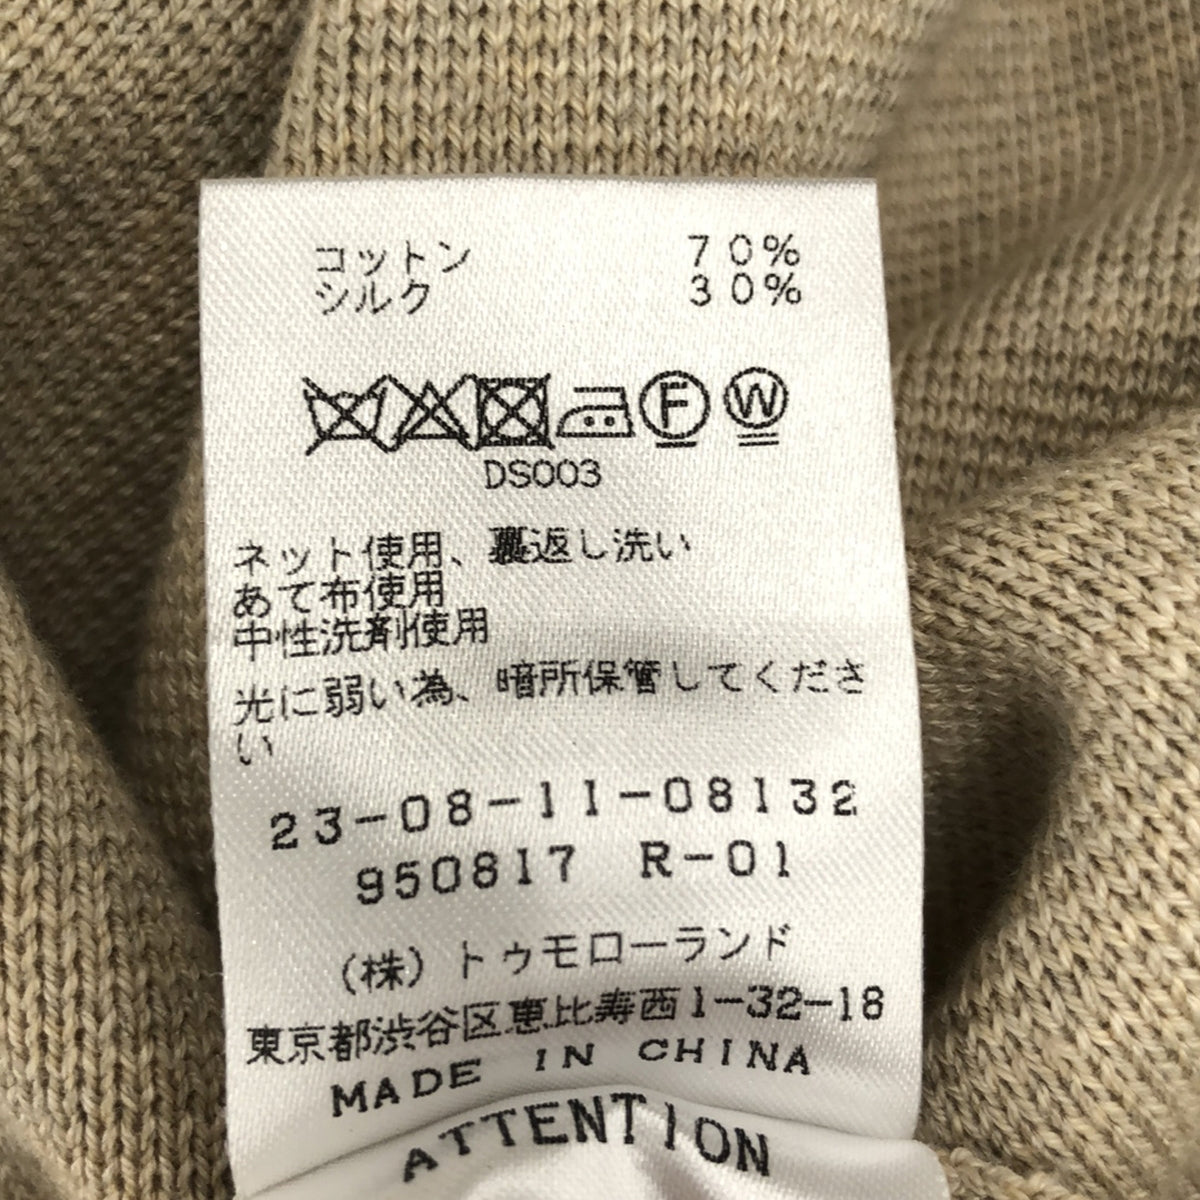 コットン 70%
シルク 30%
F W
DS003
ネット使用、裏返し洗い
あて布使用
中性洗剤使用
光に弱い為、暗所保管してくださ
い
23-08-11-08132
950817 R-01
(株)トゥモローランド
東京都渋谷区恵比寿西1-32-18
MADE IN CHINA
ATTENTION